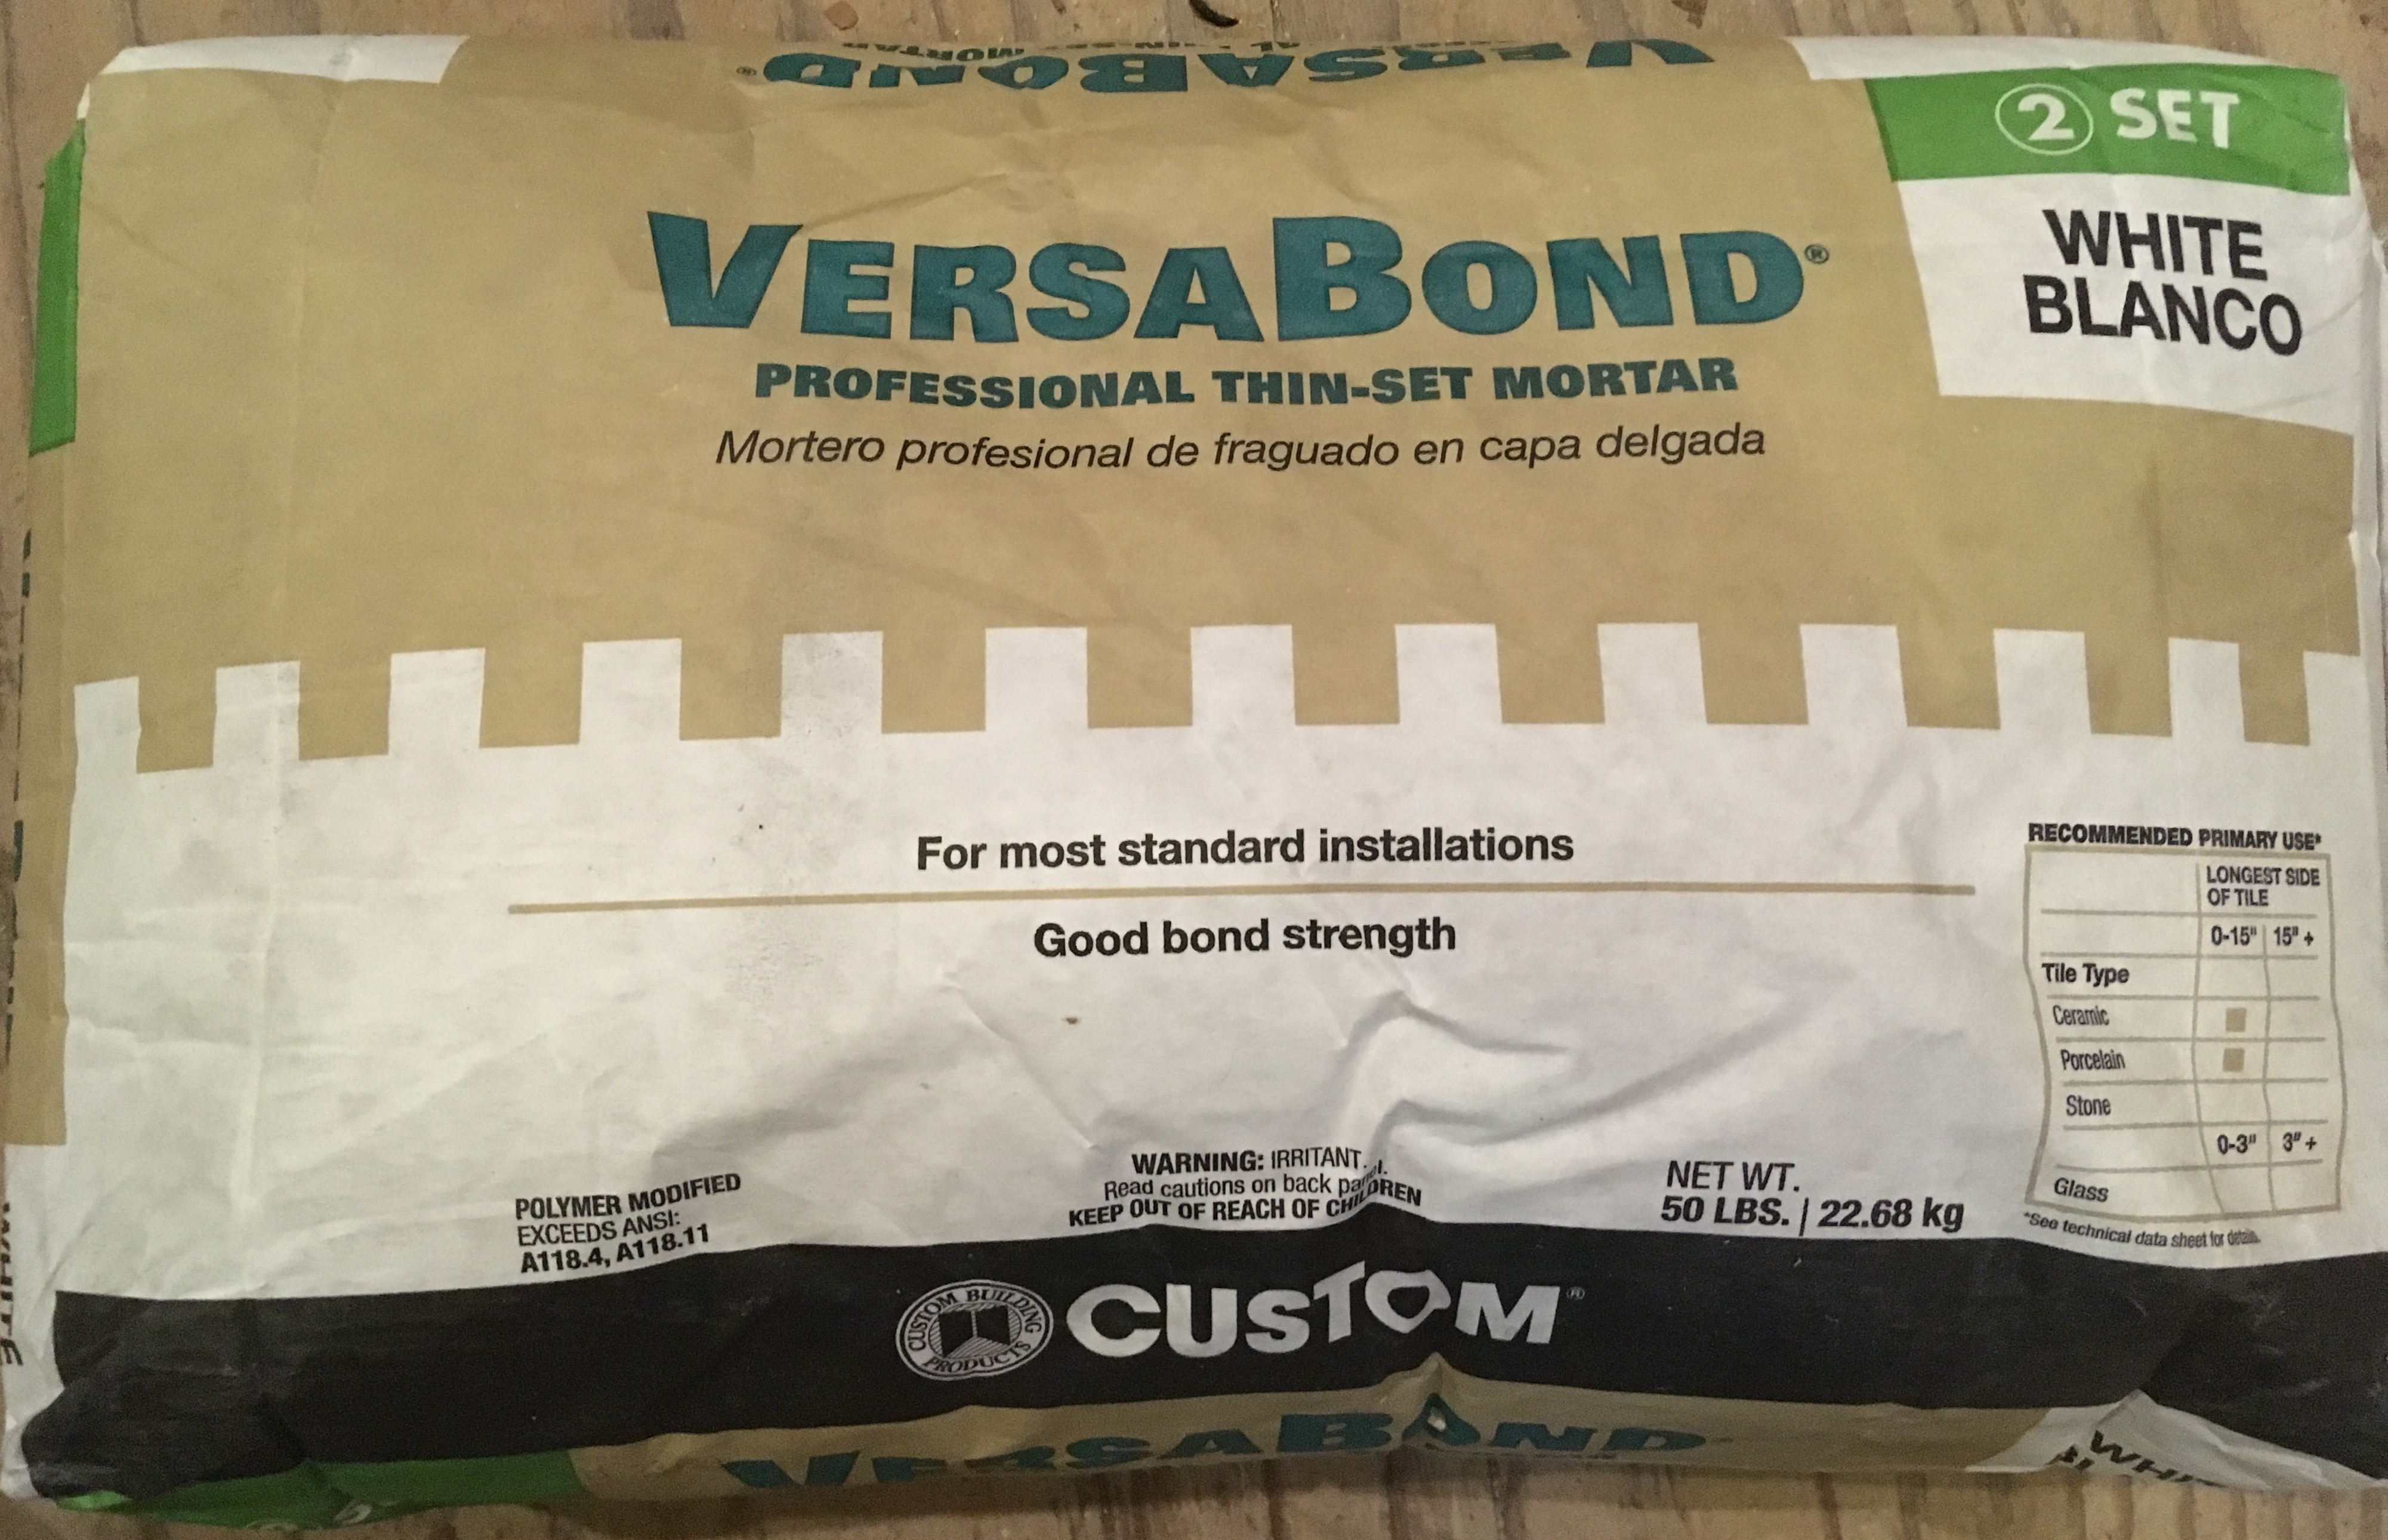 VERSABOND®
② SET
WHITE
BLANCO
VERSABOND®
PROFESSIONAL THIN-SET MORTAR
Mortero profesional de fraguado en capa delgada
For most standard installations
Good bond strength
RECOMMENDED PRIMARY USE*
LONGEST SIDE
OF TILE
0-15" 15"+
Tile Type
Ceramic
Porcelain
Stone
0-3" 3"+
Glass
*See technical data sheet for details.
POLYMER MODIFIED
EXCEEDS ANSI:
A118.4, A118.11
WARNING: IRRITANT.
Read cautions on back panel.
KEEP OUT OF REACH OF CHILDREN
NET WT.
50 LBS. | 22.68 kg
CUSTOM BUILDING PRODUCTS
CUSTOM®
VERSABOND
WHITE